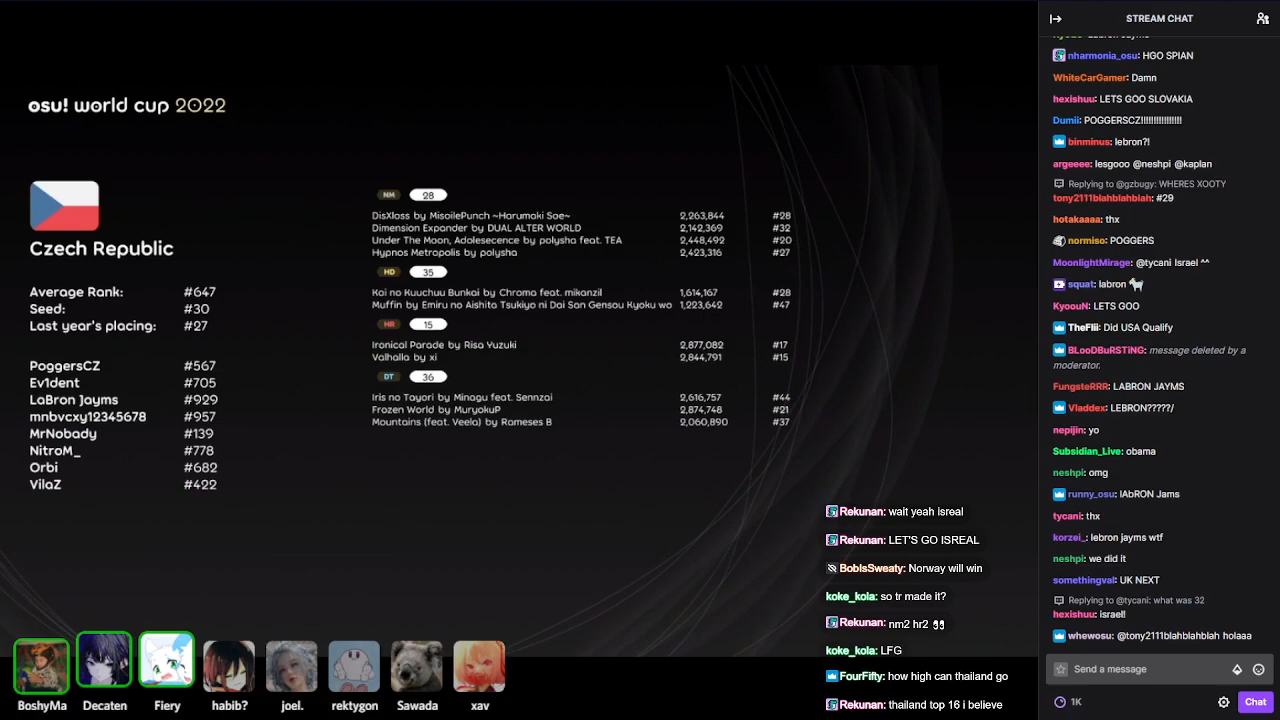 osu! world cup 2022
Czech Republic
Average Rank: #647
Seed: #30
Last year's placing: #27
PoggersCZ #567
Ev1dent #705
LaBron Jayms #929
mnbvcxy12345678 #957
MrNobady #139
NitroM_ #778
Orbi #682
VilaZ #422
NM 28
DisXloss by MisoilePunch ~Harumaki Sae~ 2,263,844 #28
Dimension Expander by DUAL ALTER WORLD 2,142,369 #32
Under The Moon, Adolesecence by polysha feat. TEA 2,448,492 #20
Hypnos Metropolis by polysha 2,423,316 #27
HD 35
Koi no Kuuchuu Bunkai by Chroma feat. mikanzil 1,614,167 #28
Muffin by Emiru no Aishita Tsukiyo ni Dai San Gensou Kyoku wo 1,223,642 #47
HR 15
Ironical Parade by Risa Yuzuki 2,877,082 #17
Valhalla by xi 2,844,791 #15
DT 36
Iris no Tayori by Minagu feat. Sennzai 2,616,757 #44
Frozen World by MuryokuP 2,874,748 #21
Mountains (feat. Veela) by Rameses B 2,060,890 #37
Rekunan: wait yeah isreal
Rekunan: LET'S GO ISREAL
BobIsSweaty: Norway will win
koke_kola: so tr made it?
Rekunan: nm2 hr2
koke_kola: LFG
FourFifty: how high can thailand go
Rekunan: thailand top 16 i believe
BoshyMa Decaten Fiery habib? joel. rektygon Sawada xav
STREAM CHAT
nharmonia_osu: HGO SPIAN
WhiteCarGamer: Damn
hexishuu: LETS GOO SLOVAKIA
Dumii: POGGERSCZ!!!!!!!!!!!!!!!!
binminus: lebron?!
argeeee: lesgooo @neshpi @kaplan
Replying to @gzbugy: WHERES XOOTY
tony2111blahblahblah: #29
hotakaaaa: thx
normiso: POGGERS
MoonlightMirage: @tycani Israel ^^
squat: labron
KyoouN: LETS GOO
TheFlii: Did USA Qualify
BLooDBuRSTiNG: message deleted by a
moderator.
FungsteRRR: LABRON JAYMS
Vladdex: LEBRON?????/
nepijin: yo
Subsidian_Live: obama
neshpi: omg
runny_osu: lAbRON Jams
tycani: thx
korzei_: lebron jayms wtf
neshpi: we did it
somethingval: UK NEXT
Replying to @tycani: what was 32
hexishuu: israel!
whewosu: @tony2111blahblahblah holaaa
Send a message
1K
Chat